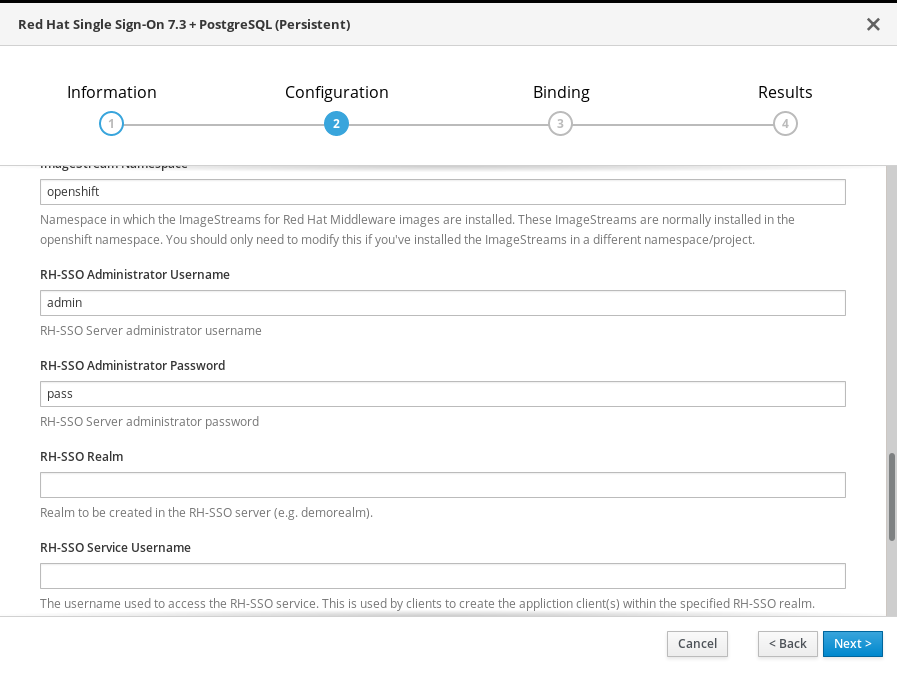 Red Hat Single Sign-On 7.3 + PostgreSQL (Persistent)
Information
Configuration
Binding
Results
1
2
3
4
ImageStream Namespace
openshift
Namespace in which the ImageStreams for Red Hat Middleware images are installed. These ImageStreams are normally installed in the
openshift namespace. You should only need to modify this if you've installed the ImageStreams in a different namespace/project.
RH-SSO Administrator Username
admin
RH-SSO Server administrator username
RH-SSO Administrator Password
pass
RH-SSO Server administrator password
RH-SSO Realm
Realm to be created in the RH-SSO server (e.g. demorealm).
RH-SSO Service Username
The username used to access the RH-SSO service. This is used by clients to create the appliction client(s) within the specified RH-SSO realm.
Cancel
< Back
Next >